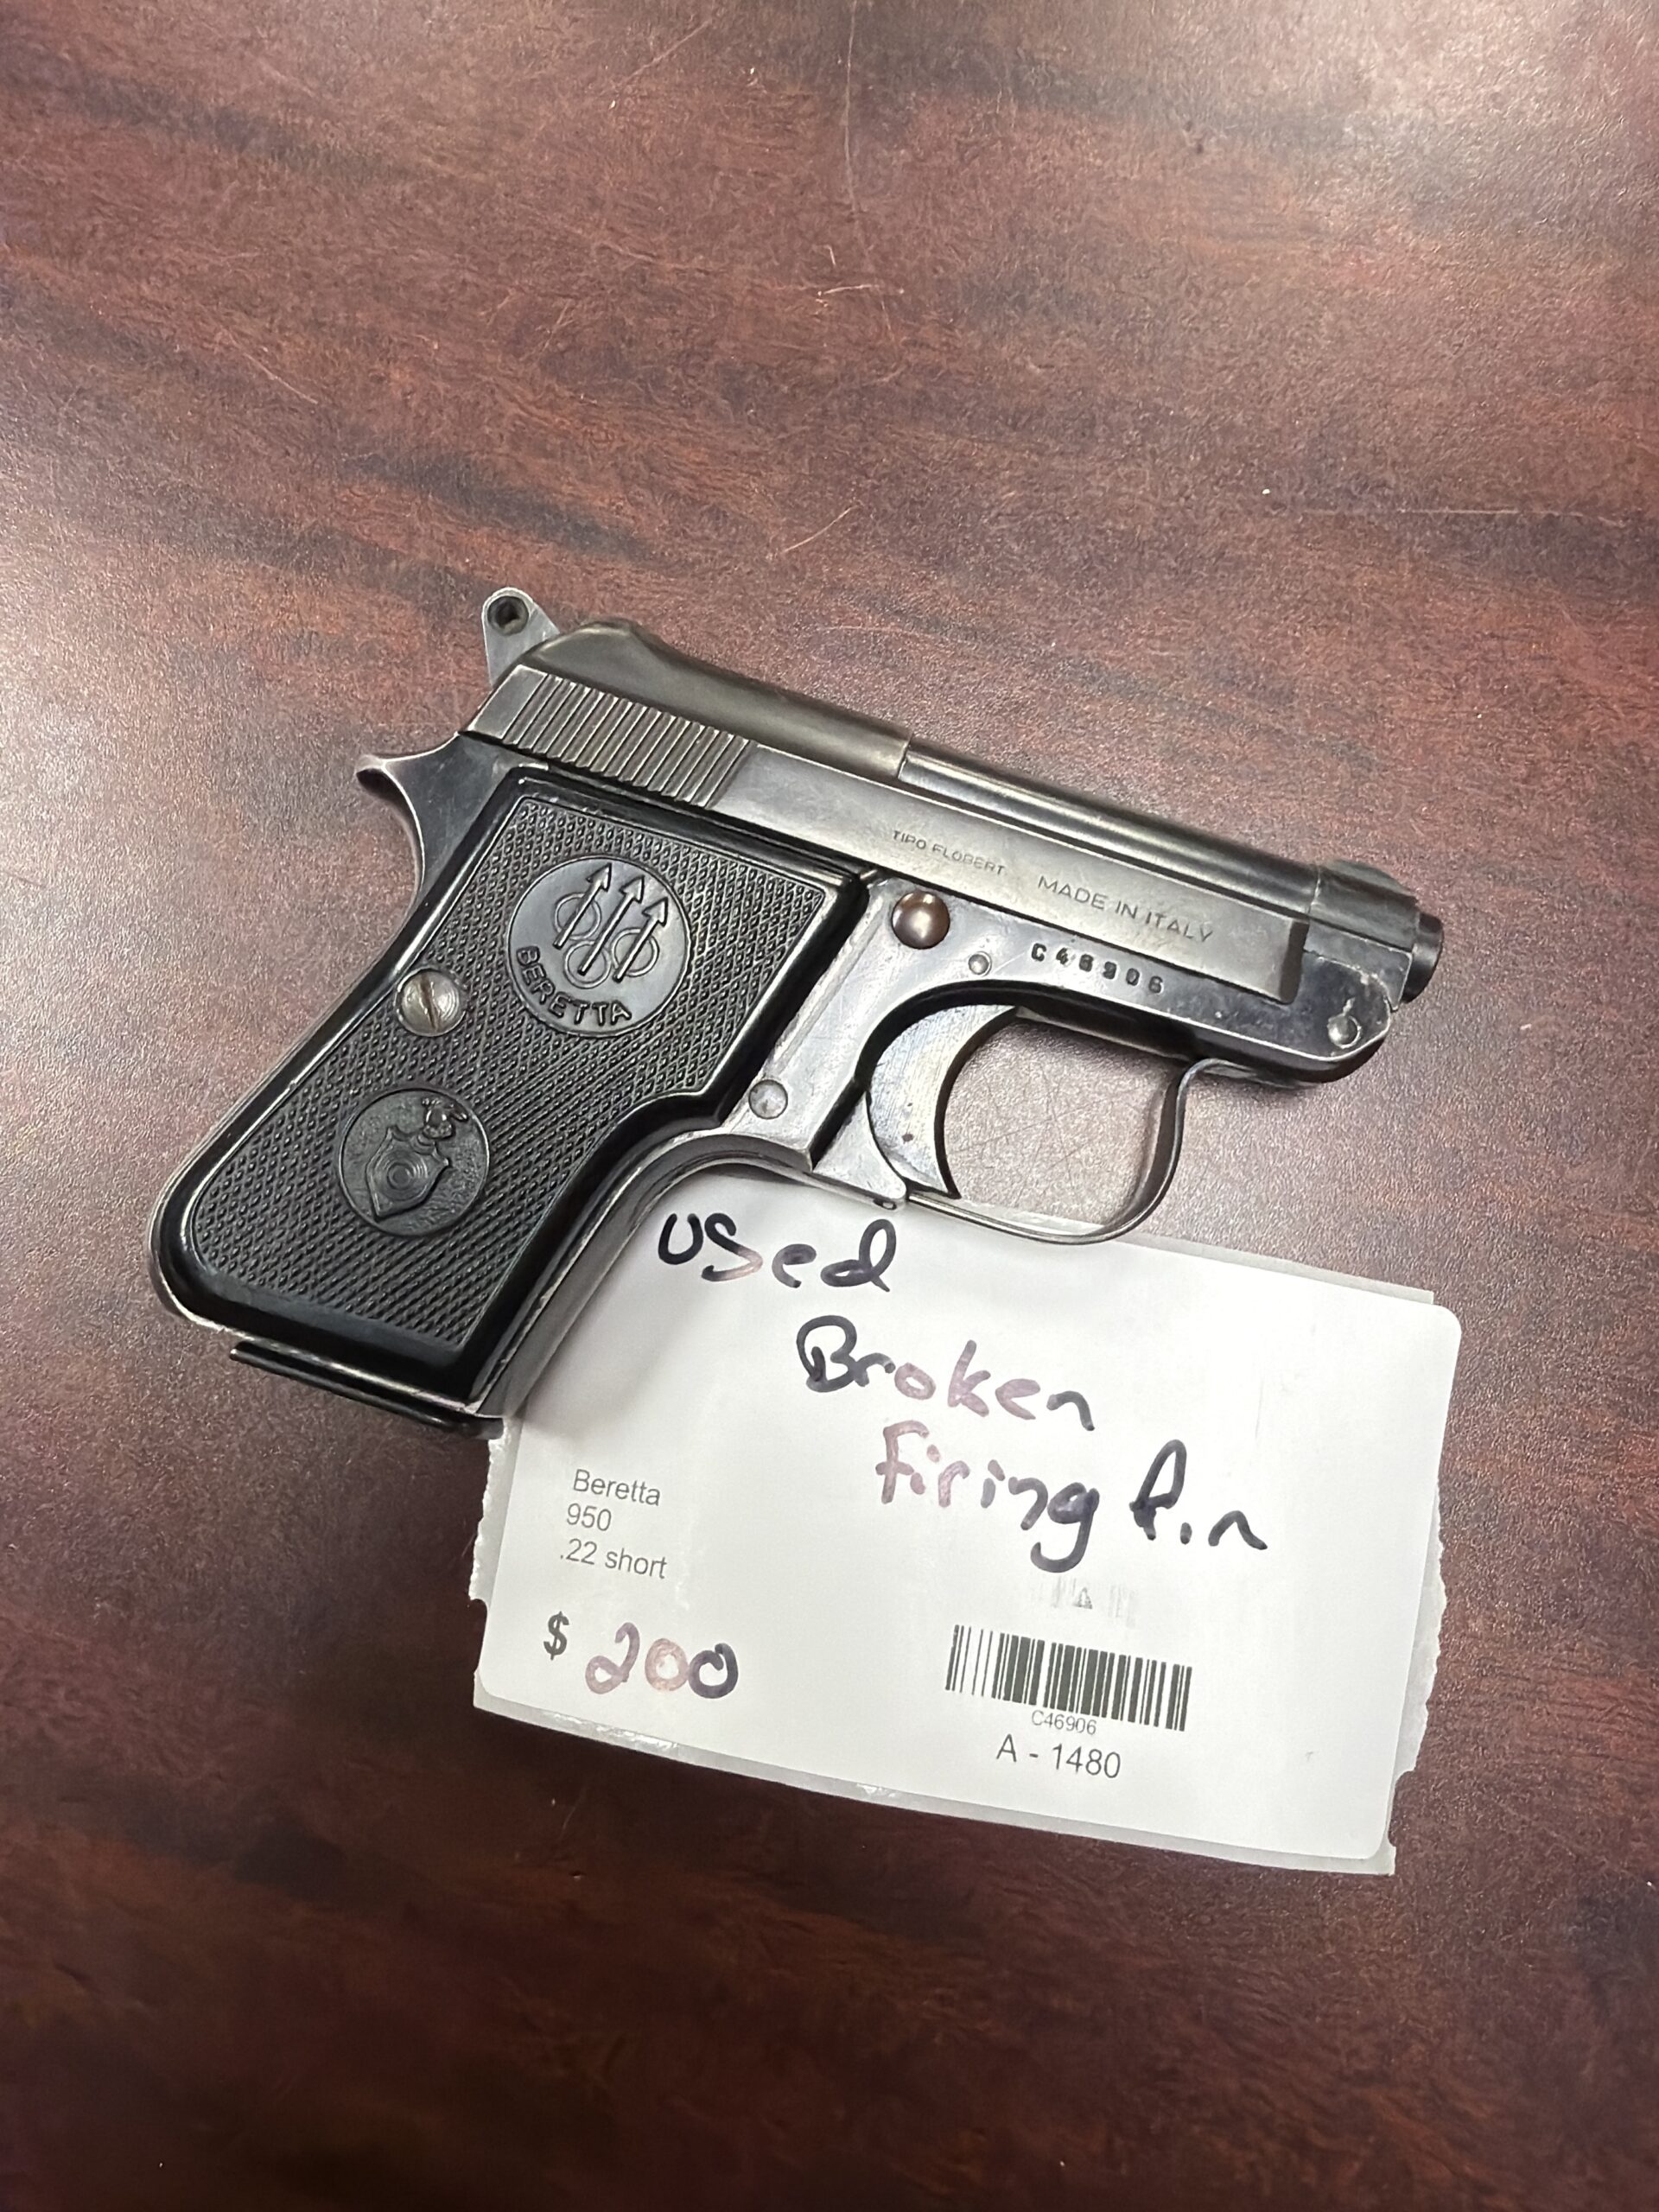 TIPO FLOBERT MADE IN ITALY
C46906
BERETTA
used
Broken
firing Pin
Beretta
950
.22 short
$ 200
C46906
A - 1480